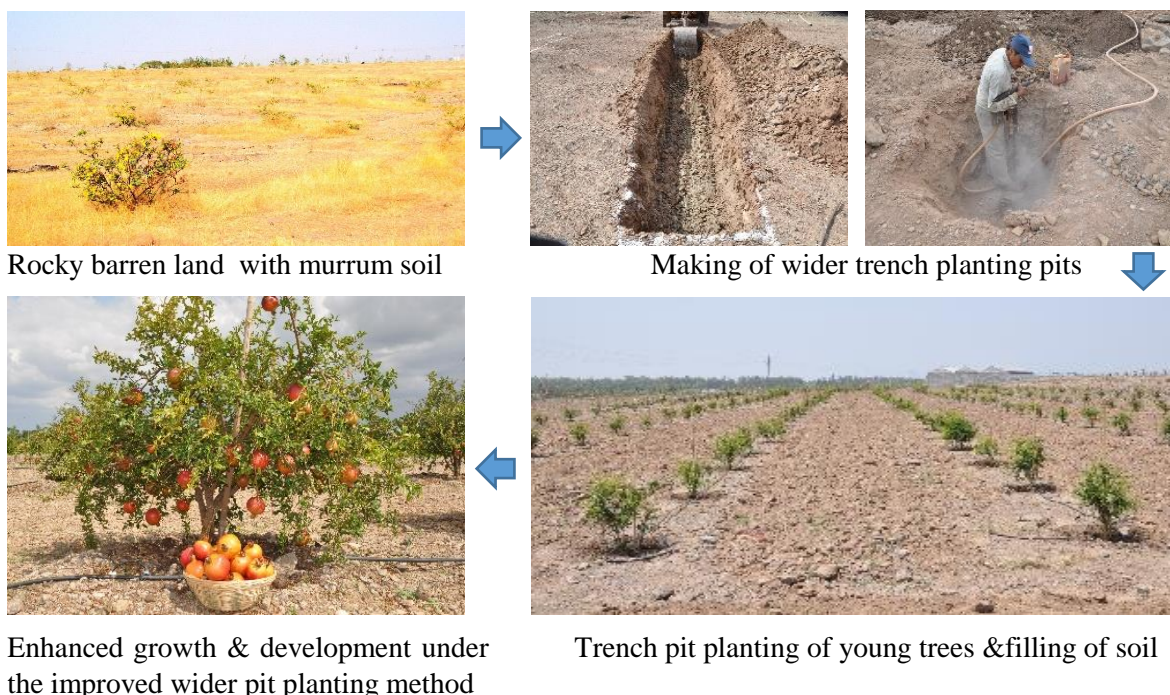 Rocky barren land with murrum soil
Making of wider trench planting pits
Enhanced growth & development under
the improved wider pit planting method
Trench pit planting of young trees &filling of soil